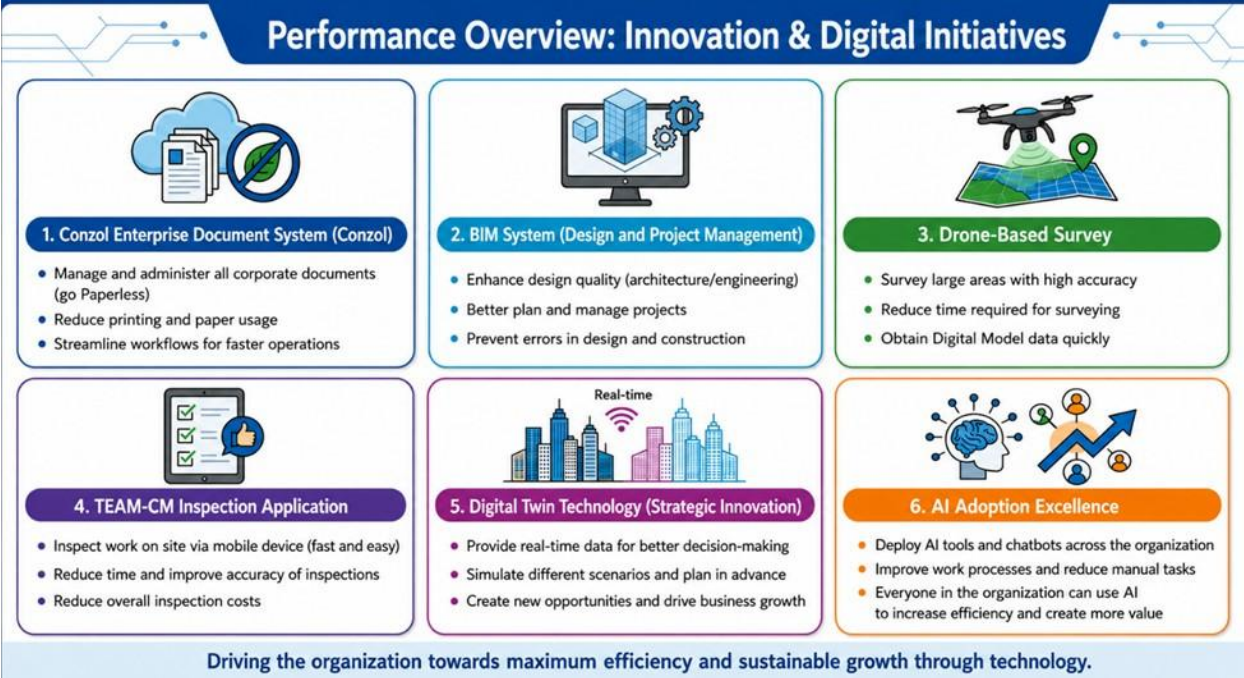 Performance Overview: Innovation & Digital Initiatives
1. Conzol Enterprise Document System (Conzol)
• Manage and administer all corporate documents
(go Paperless)
• Reduce printing and paper usage
• Streamline workflows for faster operations
2. BIM System (Design and Project Management)
• Enhance design quality (architecture/engineering)
• Better plan and manage projects
• Prevent errors in design and construction
3. Drone-Based Survey
• Survey large areas with high accuracy
• Reduce time required for surveying
• Obtain Digital Model data quickly
4. TEAM-CM Inspection Application
• Inspect work on site via mobile device (fast and easy)
• Reduce time and improve accuracy of inspections
• Reduce overall inspection costs
Real-time
5. Digital Twin Technology (Strategic Innovation)
• Provide real-time data for better decision-making
• Simulate different scenarios and plan in advance
• Create new opportunities and drive business growth
6. AI Adoption Excellence
• Deploy AI tools and chatbots across the organization
• Improve work processes and reduce manual tasks
• Everyone in the organization can use AI
to increase efficiency and create more value
Driving the organization towards maximum efficiency and sustainable growth through technology.